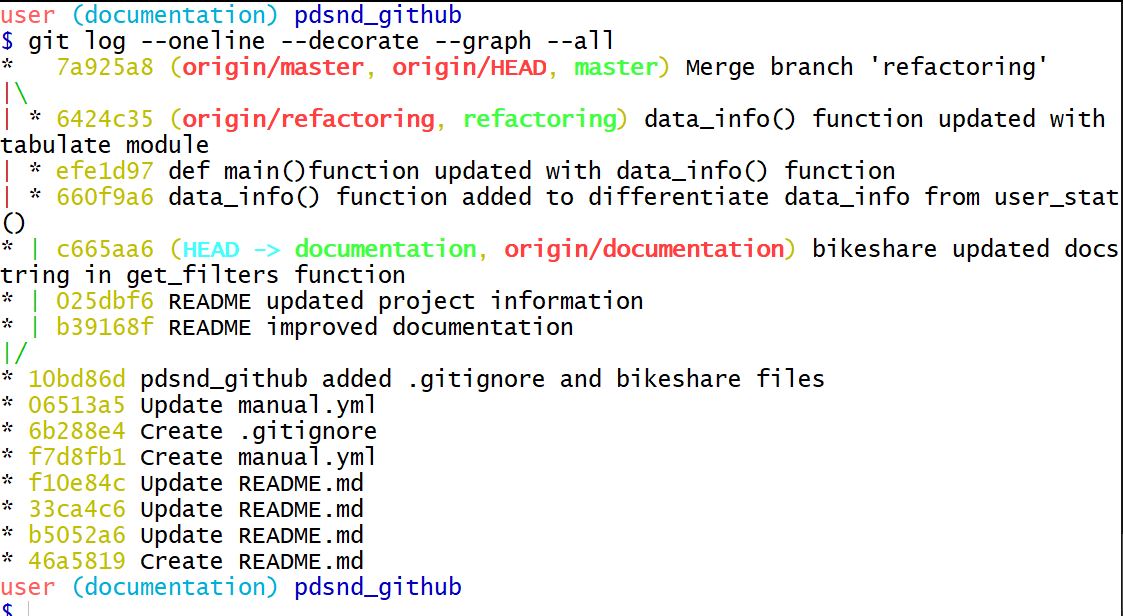 user (documentation) pdsnd_github
$ git log --oneline --decorate --graph --all
*   7a925a8 (origin/master, origin/HEAD, master) Merge branch 'refactoring'
|\
| * 6424c35 (origin/refactoring, refactoring) data_info() function updated with
tabulate module
| * efe1d97 def main()function updated with data_info() function
| * 660f9a6 data_info() function added to differentiate data_info from user_stat
()
* | c665aa6 (HEAD -> documentation, origin/documentation) bikeshare updated docs
tring in get_filters function
* | 025dbf6 README updated project information
* | b39168f README improved documentation
|/
* 10bd86d pdsnd_github added .gitignore and bikeshare files
* 06513a5 Update manual.yml
* 6b288e4 Create .gitignore
* f7d8fb1 Create manual.yml
* f10e84c Update README.md
* 33ca4c6 Update README.md
* b5052a6 Update README.md
* 46a5819 Create README.md
user (documentation) pdsnd_github
$